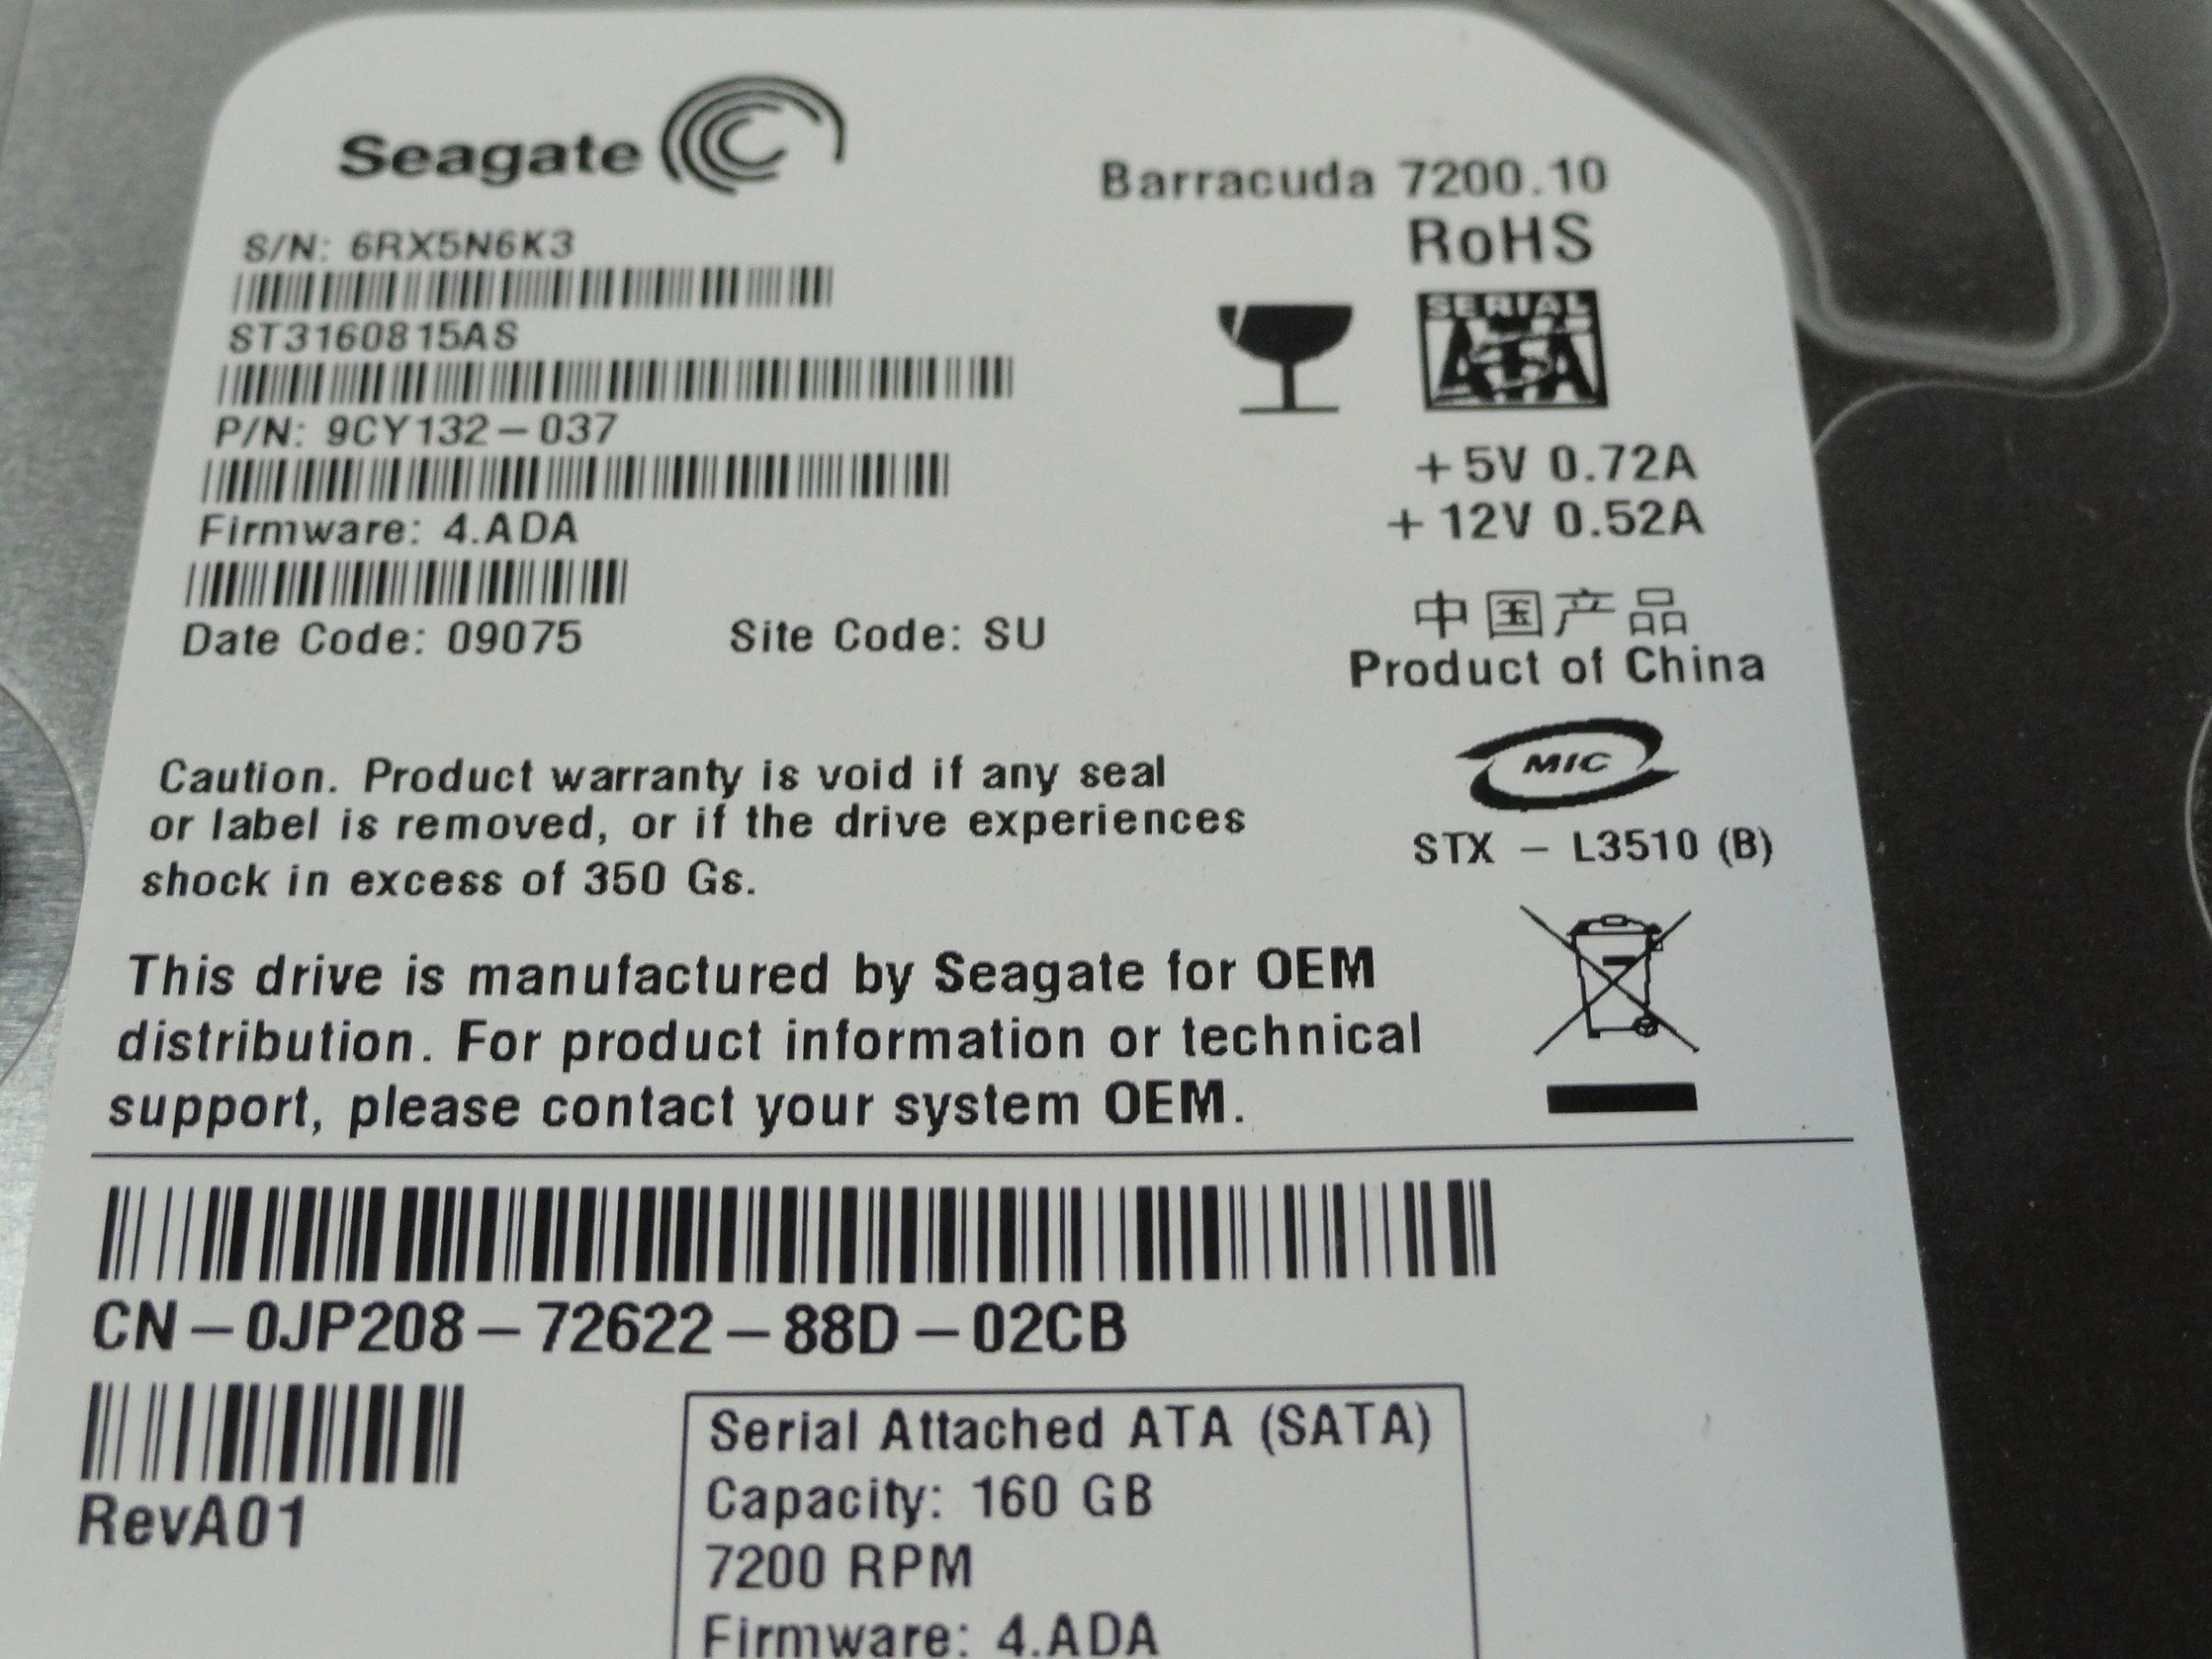 Seagate
Barracuda 7200.10
RoHS
S/N: 6RX5N6K3
SERIAL
ATA
ST3160815AS
P/N: 9CY132-037
+5V 0.72A
+12V 0.52A
Firmware: 4.ADA
Date Code: 09075 Site Code: SU
中国产品
Product of China
MIC
STX - L3510 (B)
Caution. Product warranty is void if any seal
or label is removed, or if the drive experiences
shock in excess of 350 Gs.
This drive is manufactured by Seagate for OEM
distribution. For product information or technical
support, please contact your system OEM.
CN-0JP208-72622-88D-02CB
RevA01
Serial Attached ATA (SATA)
Capacity: 160 GB
7200 RPM
Firmware: 4.ADA